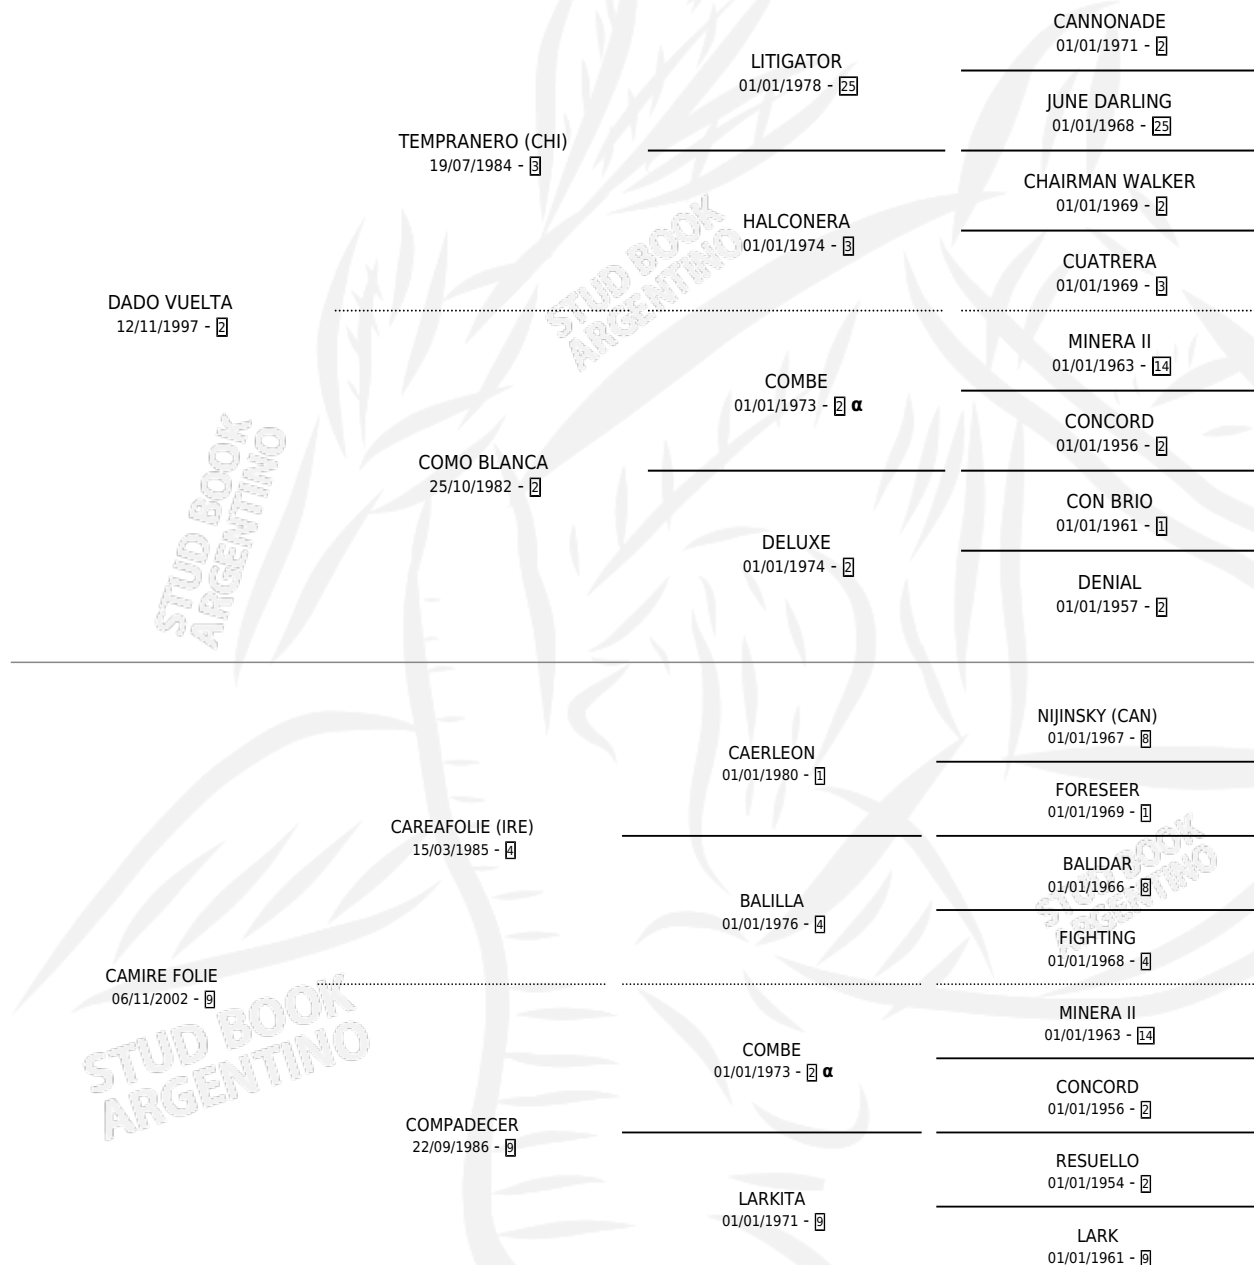 CANNONADE
01/01/1971 - 2
LITIGATOR
01/01/1978 - 25
JUNE DARLING
01/01/1968 - 25
TEMPRANERO (CHI)
19/07/1984 - 3
CHAIRMAN WALKER
01/01/1969 - 2
HALCONERA
01/01/1974 - 3
CUATRERA
01/01/1969 - 3
DADO VUELTA
12/11/1997 - 2
MINERA II
01/01/1963 - 14
COMBE
01/01/1973 - 2 α
CONCORD
01/01/1956 - 2
COMO BLANCA
25/10/1982 - 2
CON BRIO
01/01/1961 - 1
DELUXE
01/01/1974 - 2
DENIAL
01/01/1957 - 2
NIJINSKY (CAN)
01/01/1967 - 8
CAERLEON
01/01/1980 - 1
FORESEER
01/01/1969 - 1
CAREAFOLIE (IRE)
15/03/1985 - 4
BALIDAR
01/01/1966 - 8
BALILLA
01/01/1976 - 4
FIGHTING
01/01/1968 - 4
CAMIRE FOLIE
06/11/2002 - 9
MINERA II
01/01/1963 - 14
COMBE
01/01/1973 - 2 α
CONCORD
01/01/1956 - 2
COMPADECER
22/09/1986 - 9
RESUELLO
01/01/1954 - 2
LARKITA
01/01/1971 - 9
LARK
01/01/1961 - 9
STUD BOOK
ARGENTINO
STUD BOOK
ARGENTINO
STUD BOOK
ARGENTINO
STUD BOOK
ARGENTINO